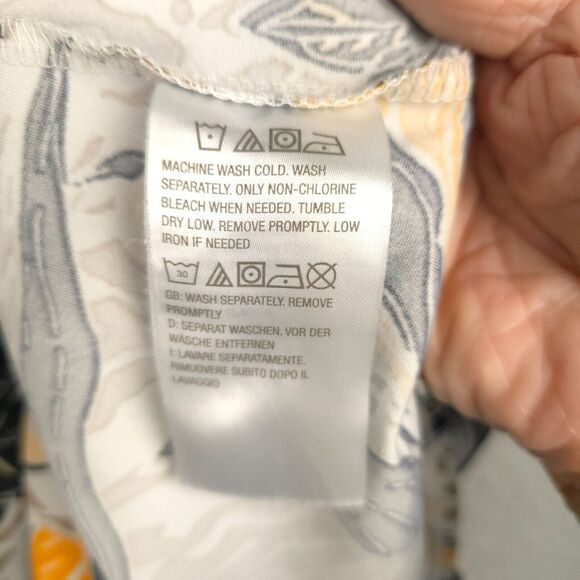 MACHINE WASH COLD. WASH
SEPARATELY. ONLY NON-CHLORINE
BLEACH WHEN NEEDED. TUMBLE
DRY LOW. REMOVE PROMPTLY. LOW
IRON IF NEEDED
30
GB: WASH SEPARATELY. REMOVE
PROMPTLY
D: SEPARAT WASCHEN. VOR DER
WÄSCHE ENTFERNEN
I: LAVARE SEPARATAMENTE.
RIMUOVERE SUBITO DOPO IL
LAVAGGIO